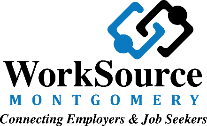 WorkSource
MONTGOMERY
Connecting Employers & Job Seekers